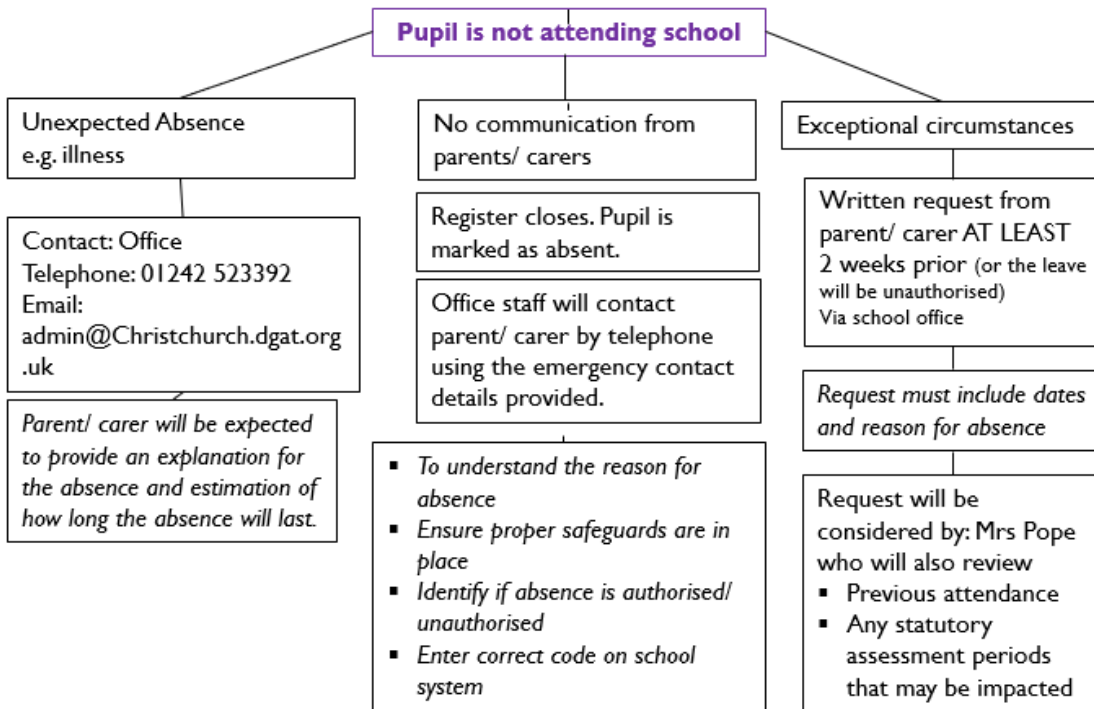 Pupil is not attending school
Unexpected Absence
e.g. illness
Contact: Office
Telephone: 01242 523392
Email:
admin@Christchurch.dgat.org
.uk
Parent/ carer will be expected
to provide an explanation for
the absence and estimation of
how long the absence will last.
No communication from
parents/ carers
Register closes. Pupil is
marked as absent.
Office staff will contact
parent/ carer by telephone
using the emergency contact
details provided.
▪ To understand the reason for
absence
▪ Ensure proper safeguards are in
place
▪ Identify if absence is authorised/
unauthorised
▪ Enter correct code on school
system
Exceptional circumstances
Written request from
parent/ carer AT LEAST
2 weeks prior (or the leave
will be unauthorised)
Via school office
Request must include dates
and reason for absence
Request will be
considered by: Mrs Pope
who will also review
▪ Previous attendance
▪ Any statutory
assessment periods
that may be impacted